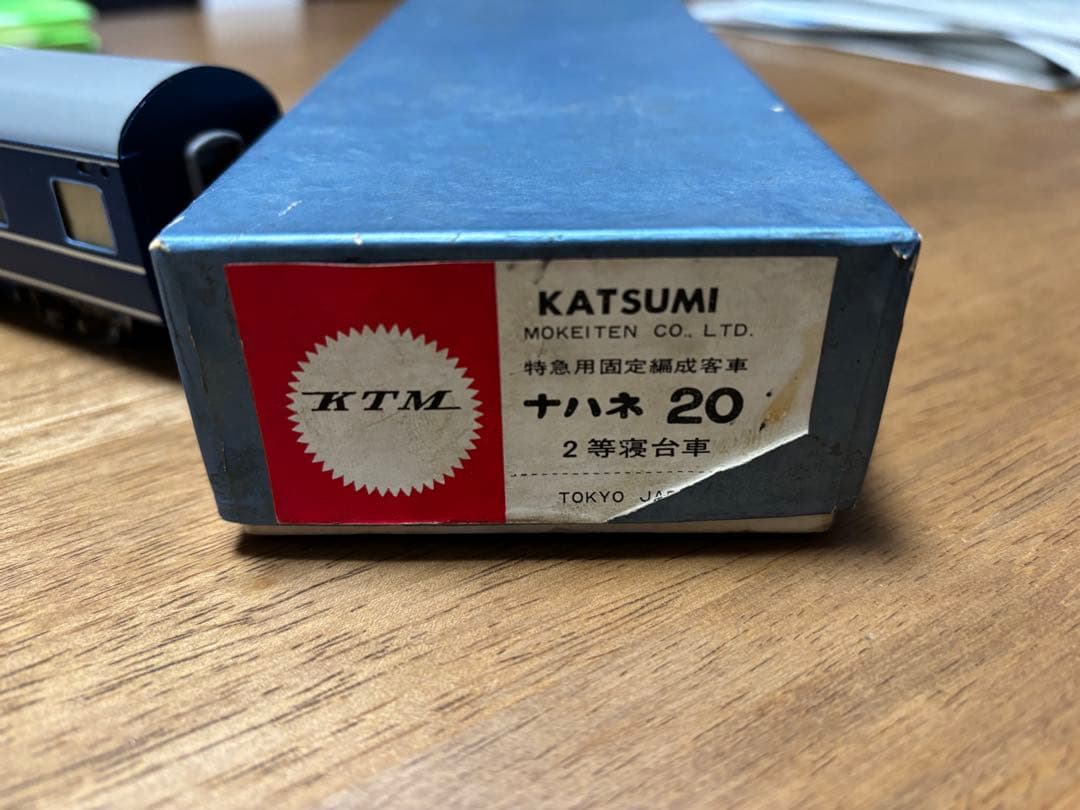 KTM
KATSUMI
MOKEITEN CO., LTD.
特急用固定編成客車
ナハネ 20
2等寝台車
TOKYO